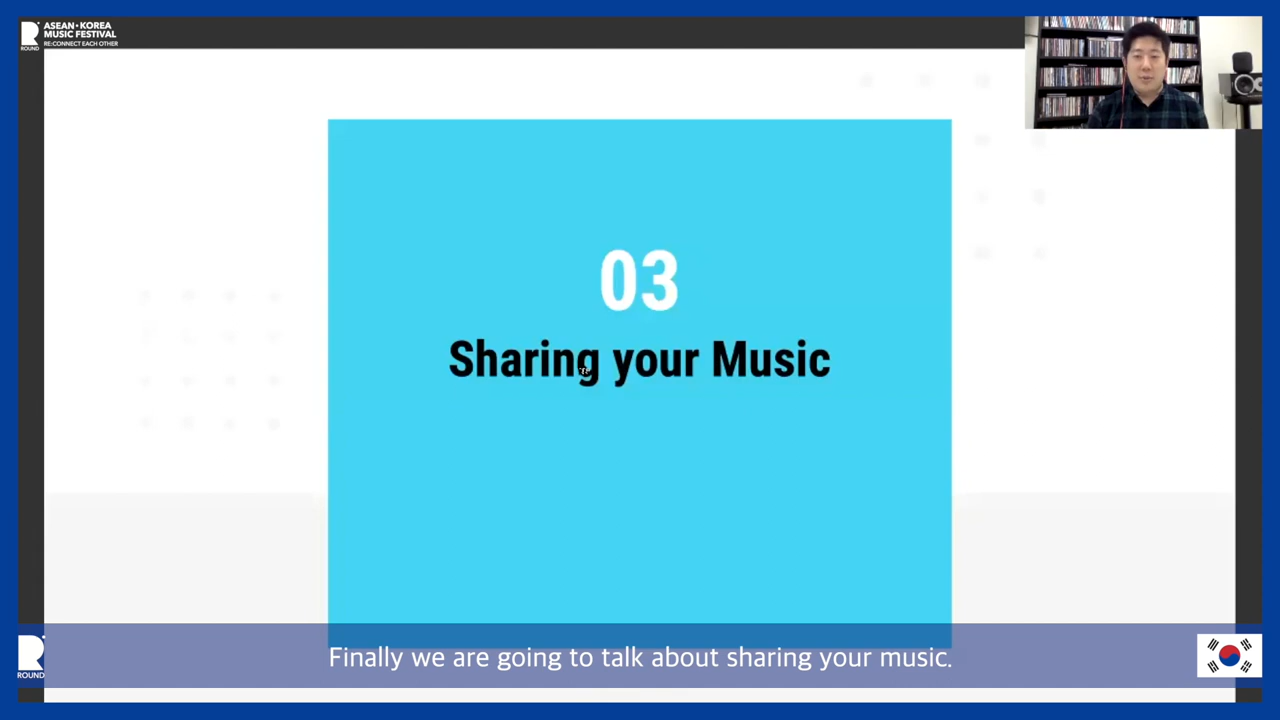 ASEAN•KOREA
MUSIC FESTIVAL
RE:CONNECT EACH OTHER
R
ROUND
03
Sharing your Music
Finally we are going to talk about sharing your music.
R
ROUND